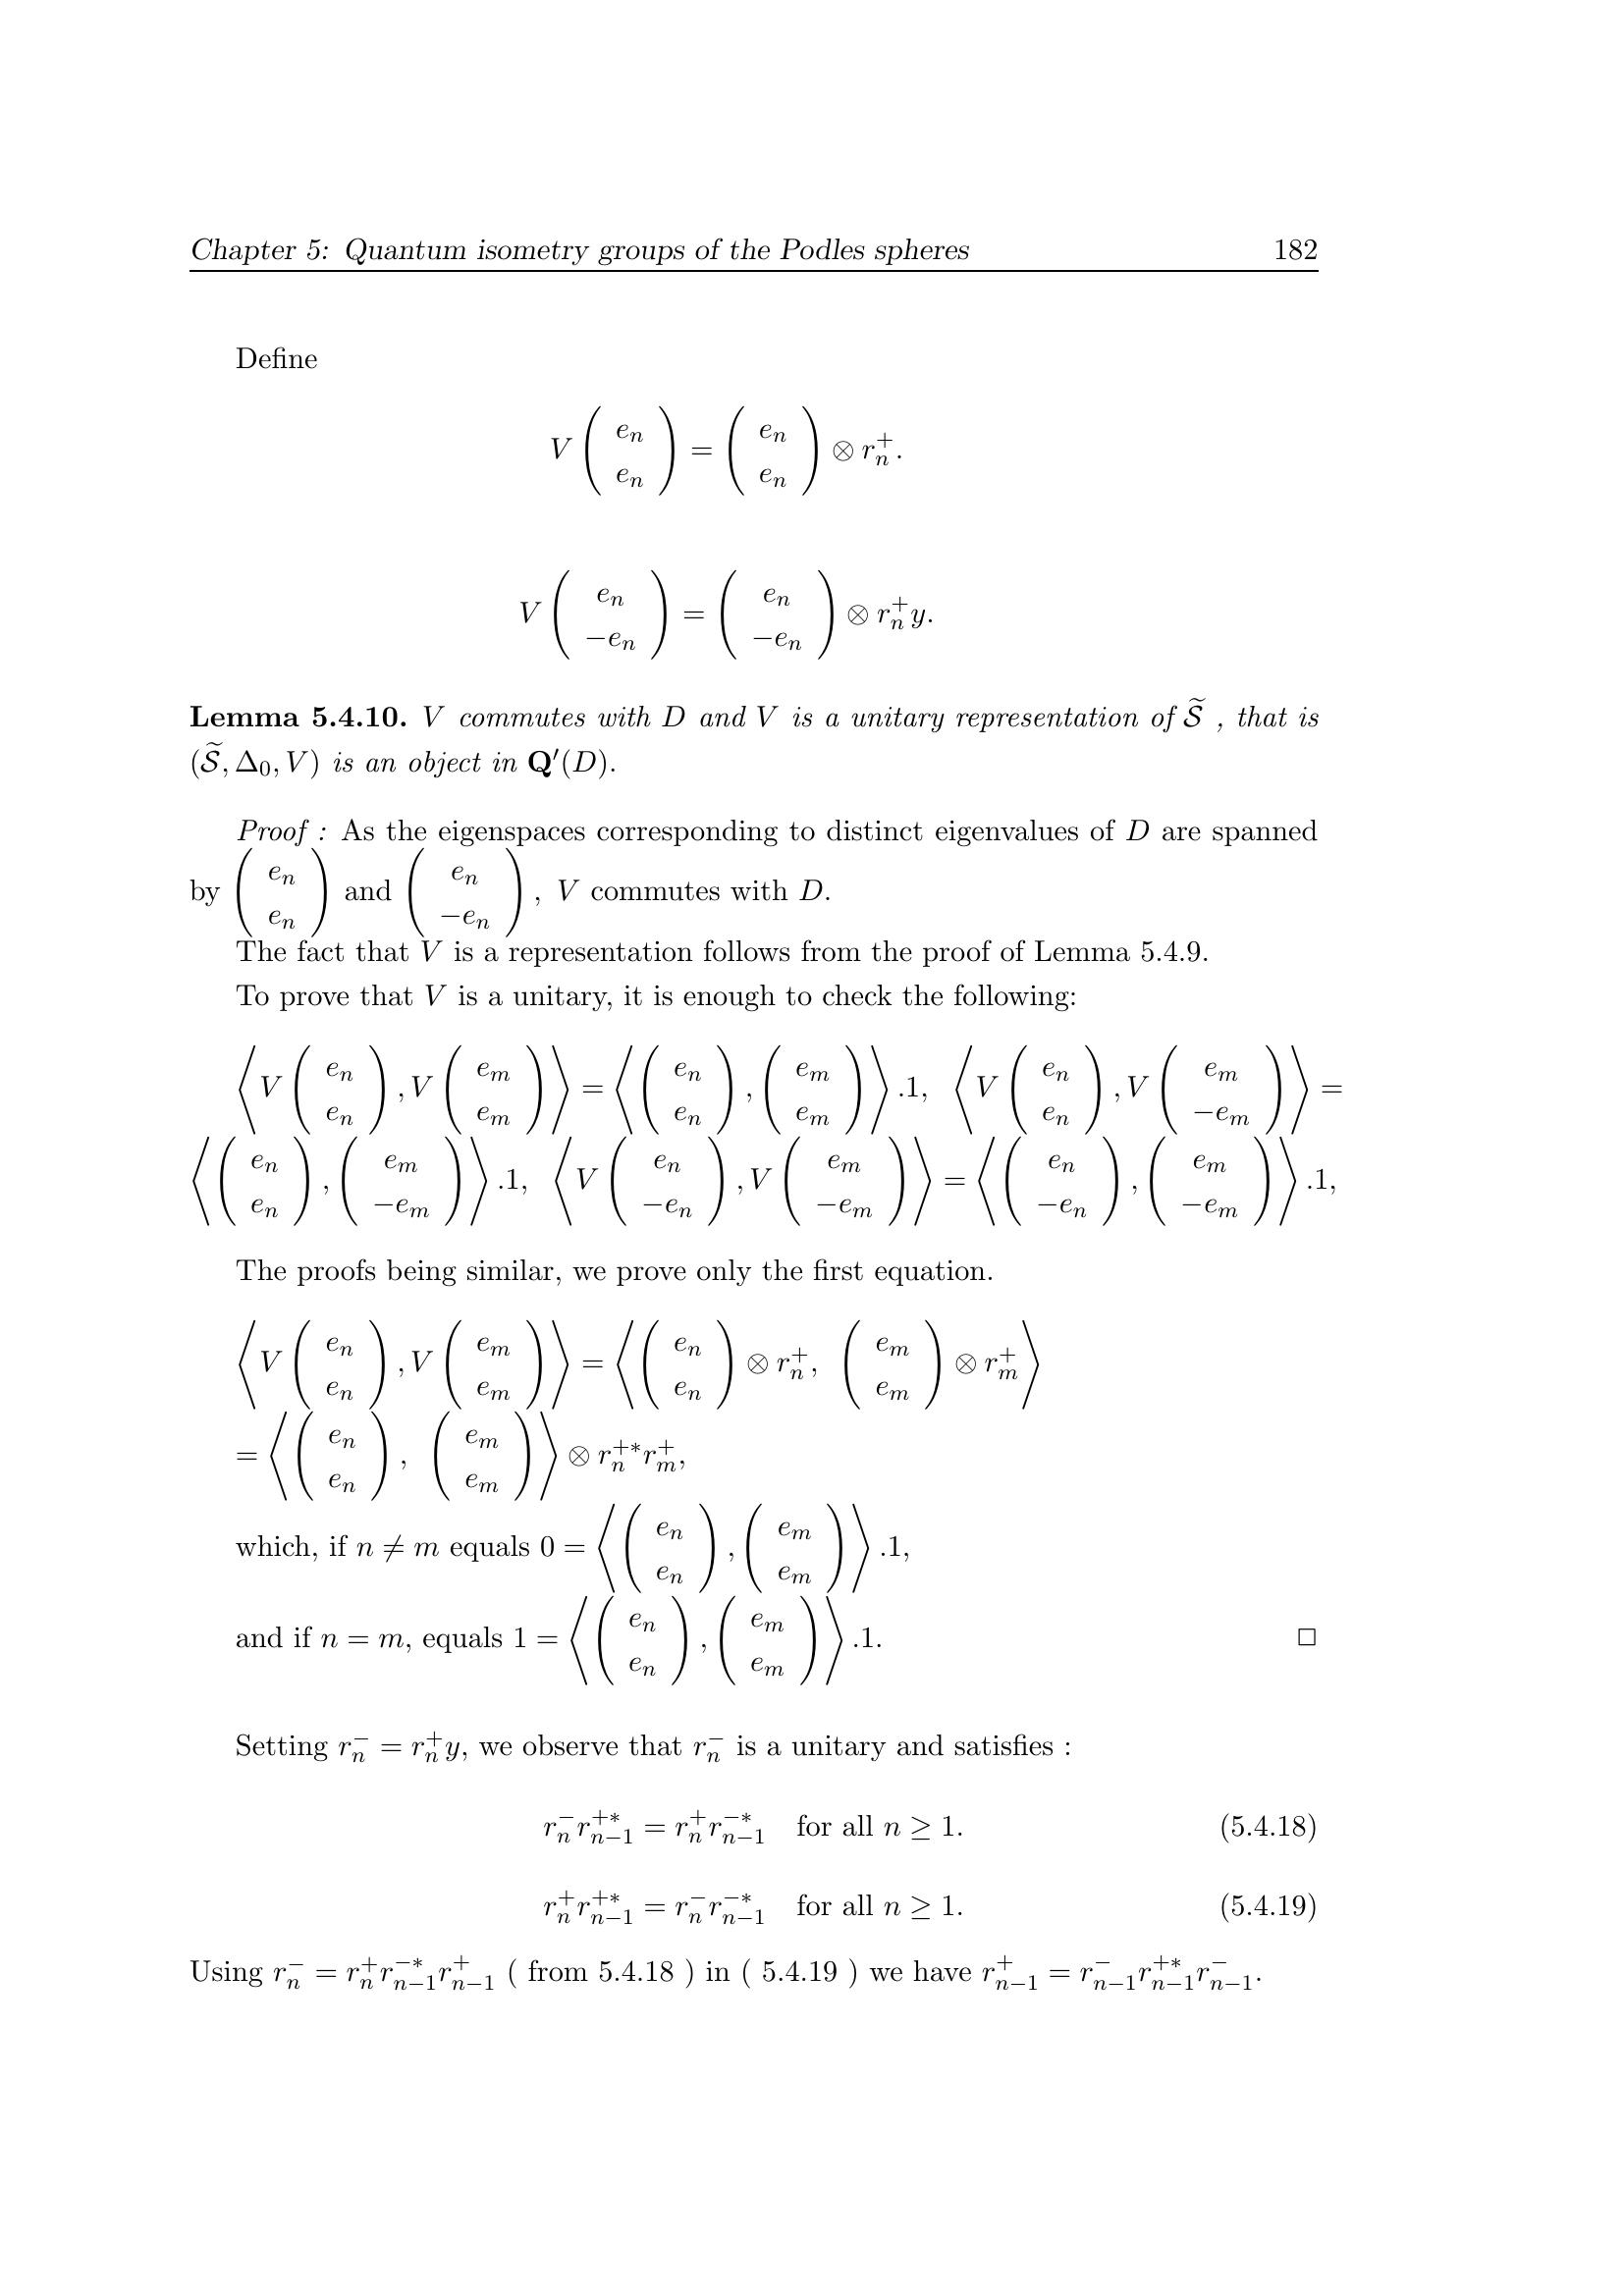 Chapter 5: Quantum isometry groups of the Podles spheres 182
Define
$V \begin{pmatrix} e_n \\ e_n \end{pmatrix} = \begin{pmatrix} e_n \\ e_n \end{pmatrix} \otimes r_n^+.$
$V \begin{pmatrix} e_n \\ -e_n \end{pmatrix} = \begin{pmatrix} e_n \\ -e_n \end{pmatrix} \otimes r_n^+ y.$
Lemma 5.4.10. $V$ commutes with $D$ and $V$ is a unitary representation of $\widetilde{\mathcal{S}}$ , that is
$(\widetilde{\mathcal{S}}, \Delta_0, V)$ is an object in $\mathbf{Q}'(D)$.
Proof : As the eigenspaces corresponding to distinct eigenvalues of $D$ are spanned
by $\begin{pmatrix} e_n \\ e_n \end{pmatrix}$ and $\begin{pmatrix} e_n \\ -e_n \end{pmatrix}$, $V$ commutes with $D$.
The fact that $V$ is a representation follows from the proof of Lemma 5.4.9.
To prove that $V$ is a unitary, it is enough to check the following:
$\left\langle V \begin{pmatrix} e_n \\ e_n \end{pmatrix}, V \begin{pmatrix} e_m \\ e_m \end{pmatrix} \right\rangle = \left\langle \begin{pmatrix} e_n \\ e_n \end{pmatrix}, \begin{pmatrix} e_m \\ e_m \end{pmatrix} \right\rangle .1, \left\langle V \begin{pmatrix} e_n \\ e_n \end{pmatrix}, V \begin{pmatrix} e_m \\ -e_m \end{pmatrix} \right\rangle =$
$\left\langle \begin{pmatrix} e_n \\ e_n \end{pmatrix}, \begin{pmatrix} e_m \\ -e_m \end{pmatrix} \right\rangle .1, \left\langle V \begin{pmatrix} e_n \\ -e_n \end{pmatrix}, V \begin{pmatrix} e_m \\ -e_m \end{pmatrix} \right\rangle = \left\langle \begin{pmatrix} e_n \\ -e_n \end{pmatrix}, \begin{pmatrix} e_m \\ -e_m \end{pmatrix} \right\rangle .1,$
The proofs being similar, we prove only the first equation.
$\left\langle V \begin{pmatrix} e_n \\ e_n \end{pmatrix}, V \begin{pmatrix} e_m \\ e_m \end{pmatrix} \right\rangle = \left\langle \begin{pmatrix} e_n \\ e_n \end{pmatrix} \otimes r_n^+, \begin{pmatrix} e_m \\ e_m \end{pmatrix} \otimes r_m^+ \right\rangle$
$= \left\langle \begin{pmatrix} e_n \\ e_n \end{pmatrix}, \begin{pmatrix} e_m \\ e_m \end{pmatrix} \right\rangle \otimes r_n^{+*} r_m^+,$
which, if $n \neq m$ equals $0 = \left\langle \begin{pmatrix} e_n \\ e_n \end{pmatrix}, \begin{pmatrix} e_m \\ e_m \end{pmatrix} \right\rangle .1,$
and if $n = m$, equals $1 = \left\langle \begin{pmatrix} e_n \\ e_n \end{pmatrix}, \begin{pmatrix} e_m \\ e_m \end{pmatrix} \right\rangle .1.$ □
Setting $r_n^- = r_n^+ y$, we observe that $r_n^-$ is a unitary and satisfies :
$r_n^- r_{n-1}^{+*} = r_n^+ r_{n-1}^{-*}$ for all $n \geq 1.$ (5.4.18)
$r_n^+ r_{n-1}^{+*} = r_n^- r_{n-1}^{-*}$ for all $n \geq 1.$ (5.4.19)
Using $r_n^- = r_n^+ r_{n-1}^{-*} r_{n-1}^+$ ( from 5.4.18 ) in ( 5.4.19 ) we have $r_{n-1}^+ = r_{n-1}^- r_{n-1}^{+*} r_{n-1}^-.$